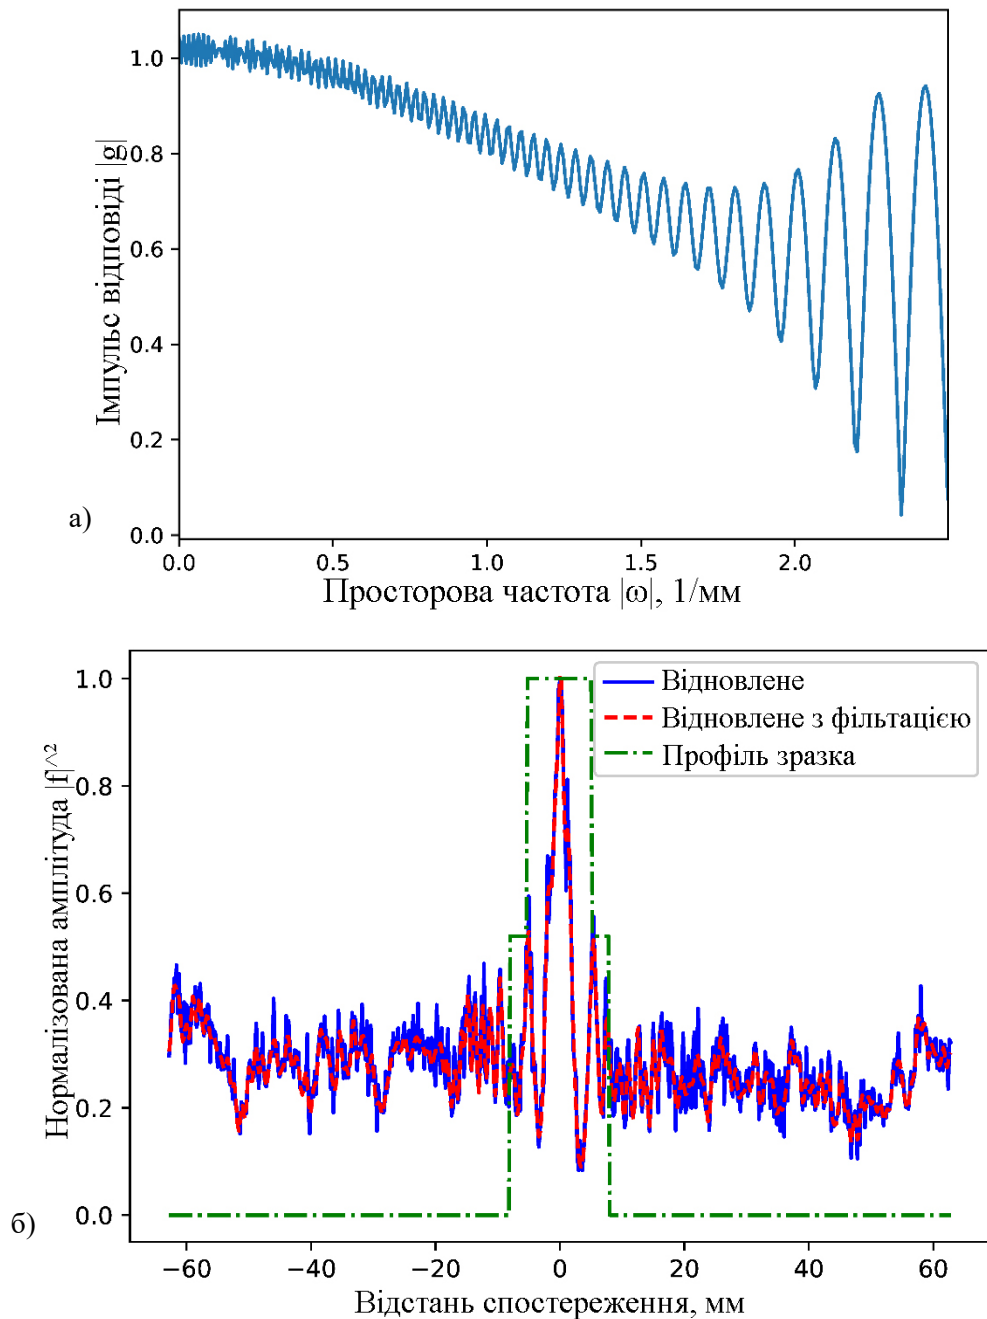 1.0
0.8
0.6
0.4
0.2
0.0
Імпульс відповіді |g|
а)
0.0 0.5 1.0 1.5 2.0
Просторова частота |ω|, 1/мм
1.0
0.8
0.6
0.4
0.2
0.0
Нормалізована амплітуда |f|^2
Відновлене
Відновлене з фільтацією
Профіль зразка
б)
−60 −40 −20 0 20 40 60
Відстань спостереження, мм